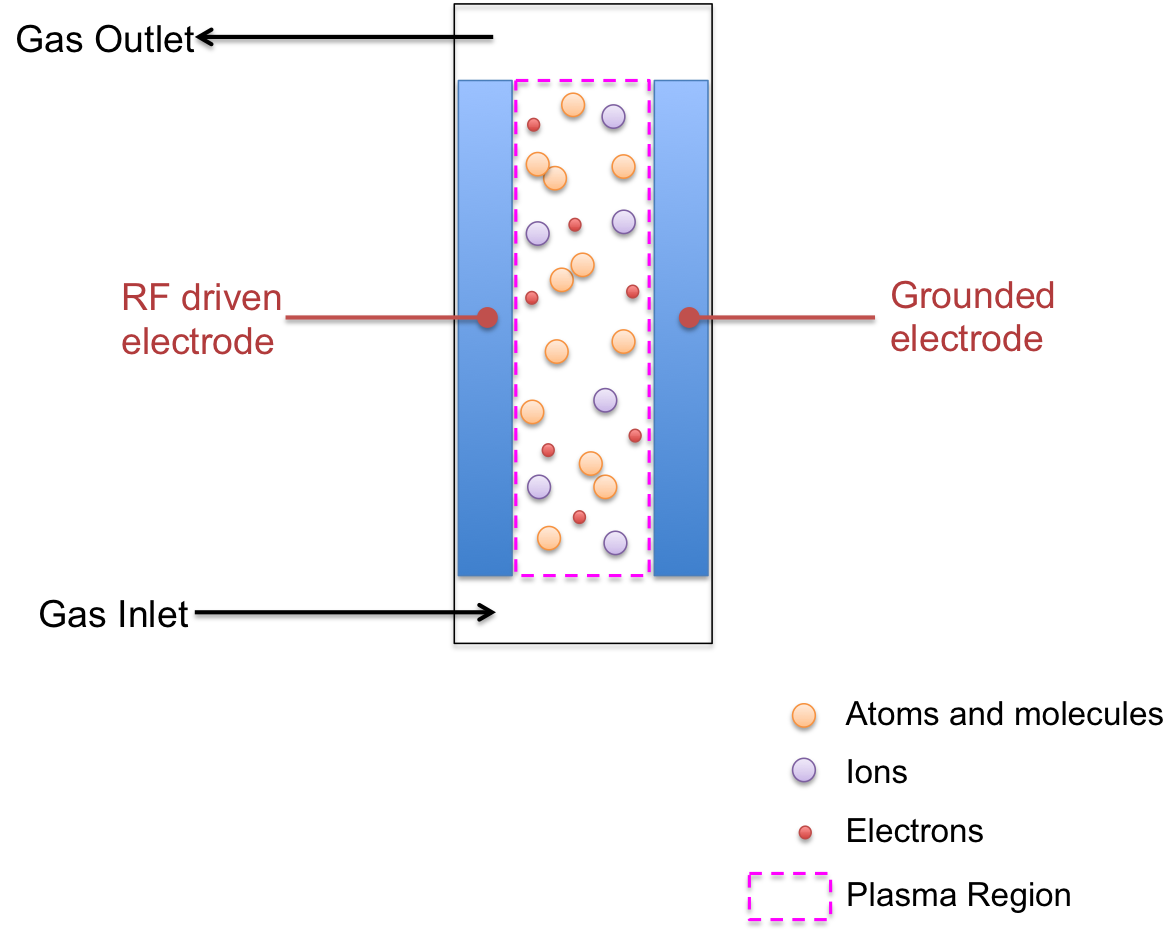 Gas Outlet
RF driven
electrode
Grounded
electrode
Gas Inlet
Atoms and molecules
Ions
Electrons
Plasma Region